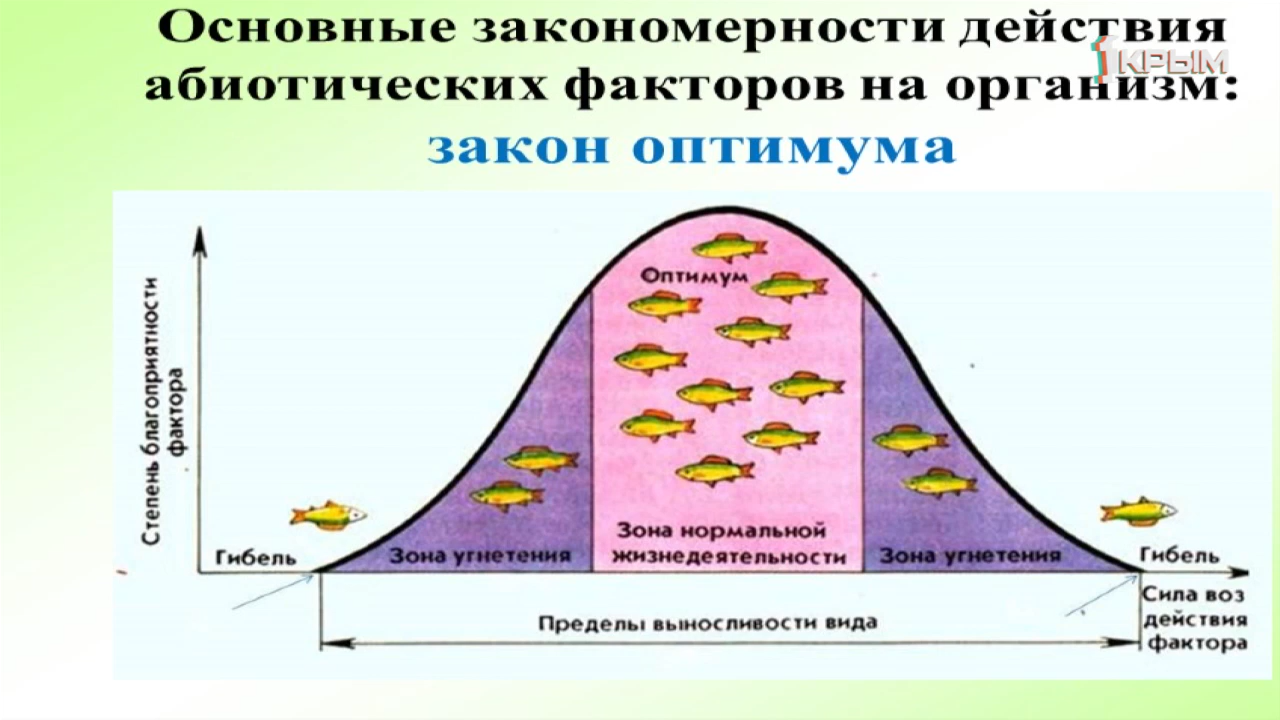 Основные закономерности действия
1 КРЫМ
абиотических факторов на организм:
закон оптимума
Степень благоприятности
фактора
Оптимум
Зона нормальной
жизнедеятельности
Гибель
Зона угнетения
Зона угнетения
Гибель
Пределы выносливости вида
Сила воз
действия
фактора